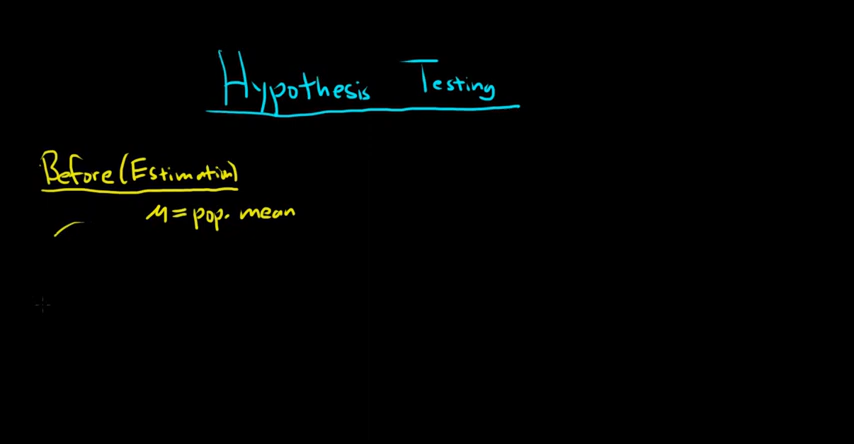 Hypothesis Testing
Before (Estimation)
μ = pop. mean